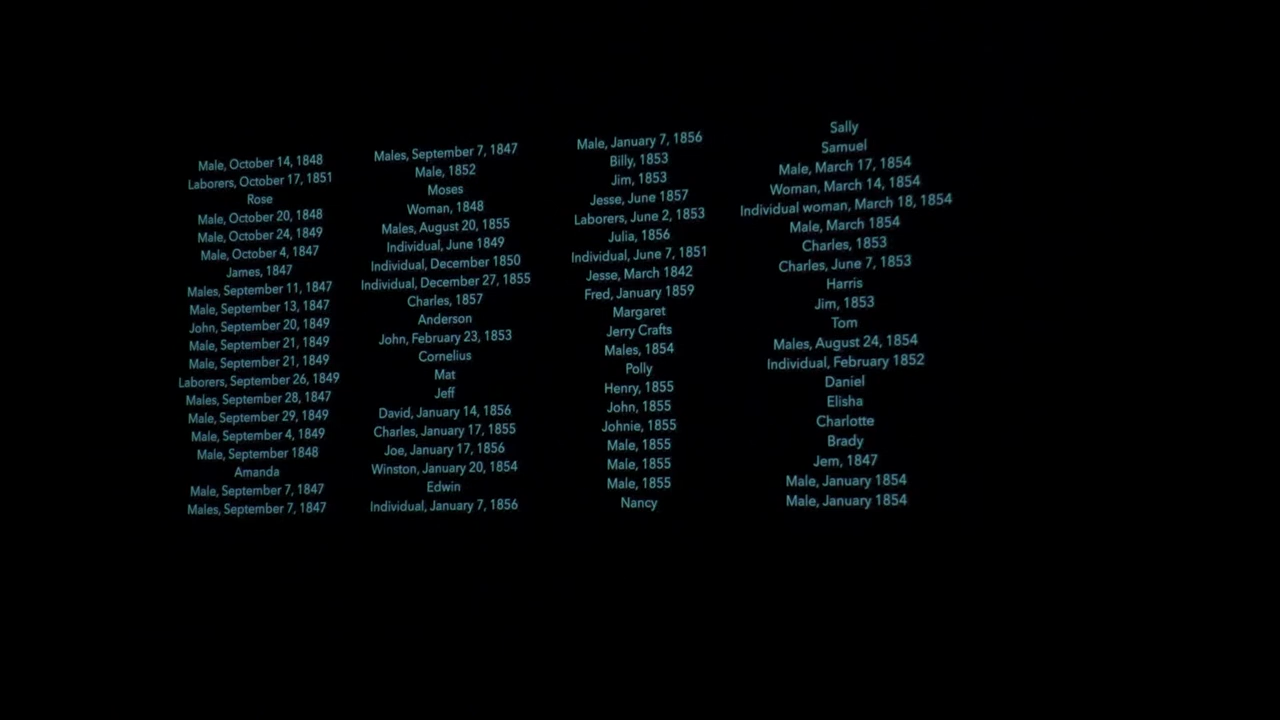 Male, October 14, 1848
Laborers, October 17, 1851
Rose
Male, October 20, 1848
Male, October 24, 1849
Male, October 4, 1847
James, 1847
Males, September 11, 1847
Male, September 13, 1847
John, September 20, 1849
Male, September 21, 1849
Male, September 21, 1849
Laborers, September 26, 1849
Males, September 28, 1847
Male, September 29, 1849
Male, September 4, 1849
Male, September 1848
Amanda
Male, September 7, 1847
Males, September 7, 1847
Males, September 7, 1847
Male, 1852
Moses
Woman, 1848
Males, August 20, 1855
Individual, June 1849
Individual, December 1850
Individual, December 27, 1855
Charles, 1857
Anderson
John, February 23, 1853
Cornelius
Mat
Jeff
David, January 14, 1856
Charles, January 17, 1855
Joe, January 17, 1856
Winston, January 20, 1854
Edwin
Individual, January 7, 1856
Male, January 7, 1856
Billy, 1853
Jim, 1853
Jesse, June 1857
Laborers, June 2, 1853
Julia, 1856
Individual, June 7, 1851
Jesse, March 1842
Fred, January 1859
Margaret
Jerry Crafts
Males, 1854
Polly
Henry, 1855
John, 1855
Johnie, 1855
Male, 1855
Male, 1855
Male, 1855
Nancy
Sally
Samuel
Male, March 17, 1854
Woman, March 14, 1854
Individual woman, March 18, 1854
Male, March 1854
Charles, 1853
Charles, June 7, 1853
Harris
Jim, 1853
Tom
Males, August 24, 1854
Individual, February 1852
Daniel
Elisha
Charlotte
Brady
Jem, 1847
Male, January 1854
Male, January 1854